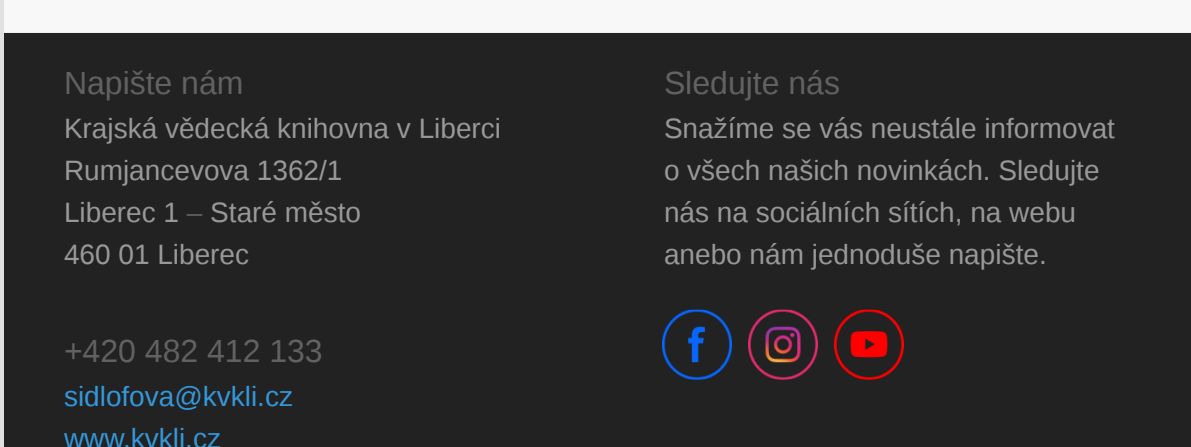 Napište nám
Krajská vědecká knihovna v Liberci
Rumjancevova 1362/1
Liberec 1 – Staré město
460 01 Liberec
+420 482 412 133
sidlofova@kvkli.cz
www.kvkli.cz
Sledujte nás
Snažíme se vás neustále informovat
o všech našich novinkách. Sledujte
nás na sociálních sítích, na webu
anebo nám jednoduše napište.